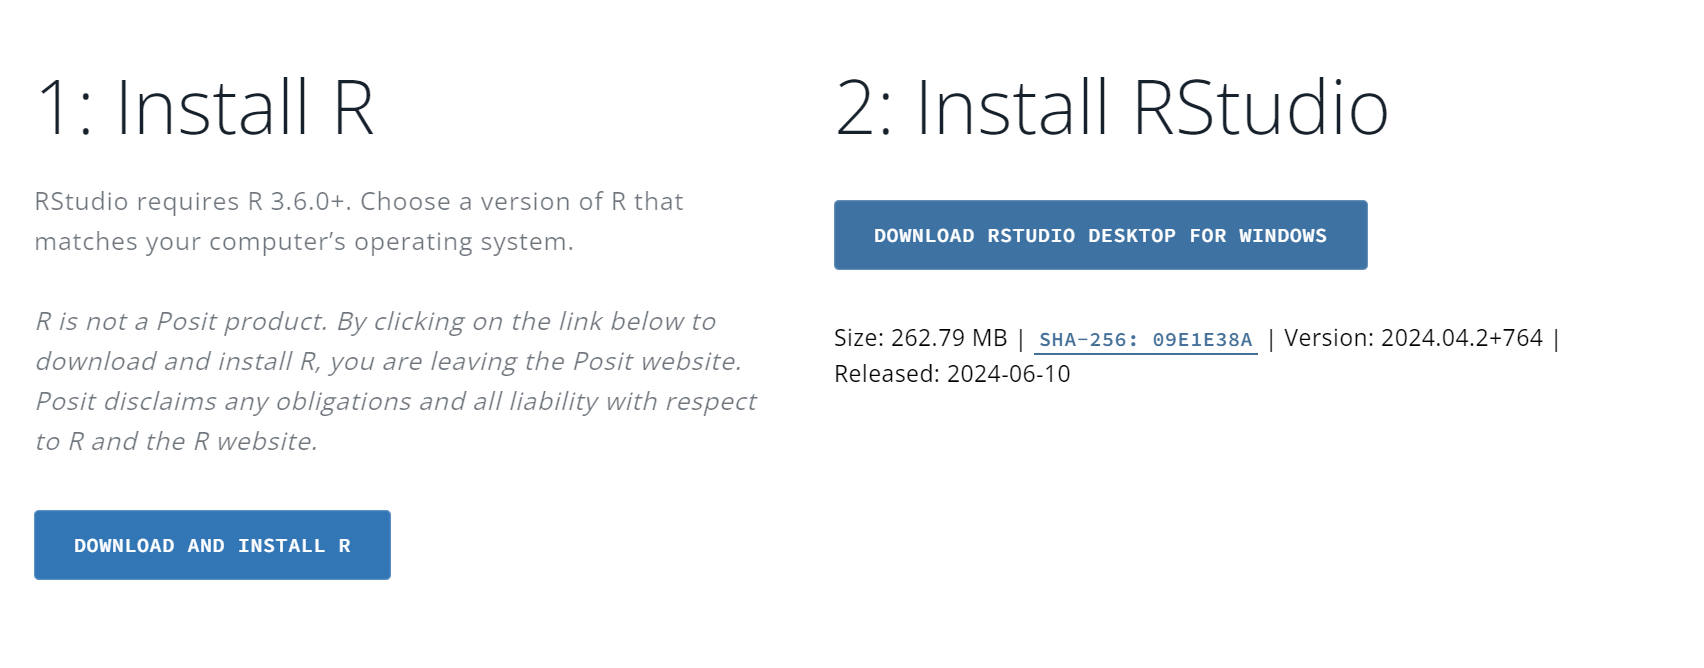 1: Install R
RStudio requires R 3.6.0+. Choose a version of R that
matches your computer’s operating system.
R is not a Posit product. By clicking on the link below to
download and install R, you are leaving the Posit website.
Posit disclaims any obligations and all liability with respect
to R and the R website.
DOWNLOAD AND INSTALL R
2: Install RStudio
DOWNLOAD RSTUDIO DESKTOP FOR WINDOWS
Size: 262.79 MB | SHA-256: 09E1E38A | Version: 2024.04.2+764 |
Released: 2024-06-10